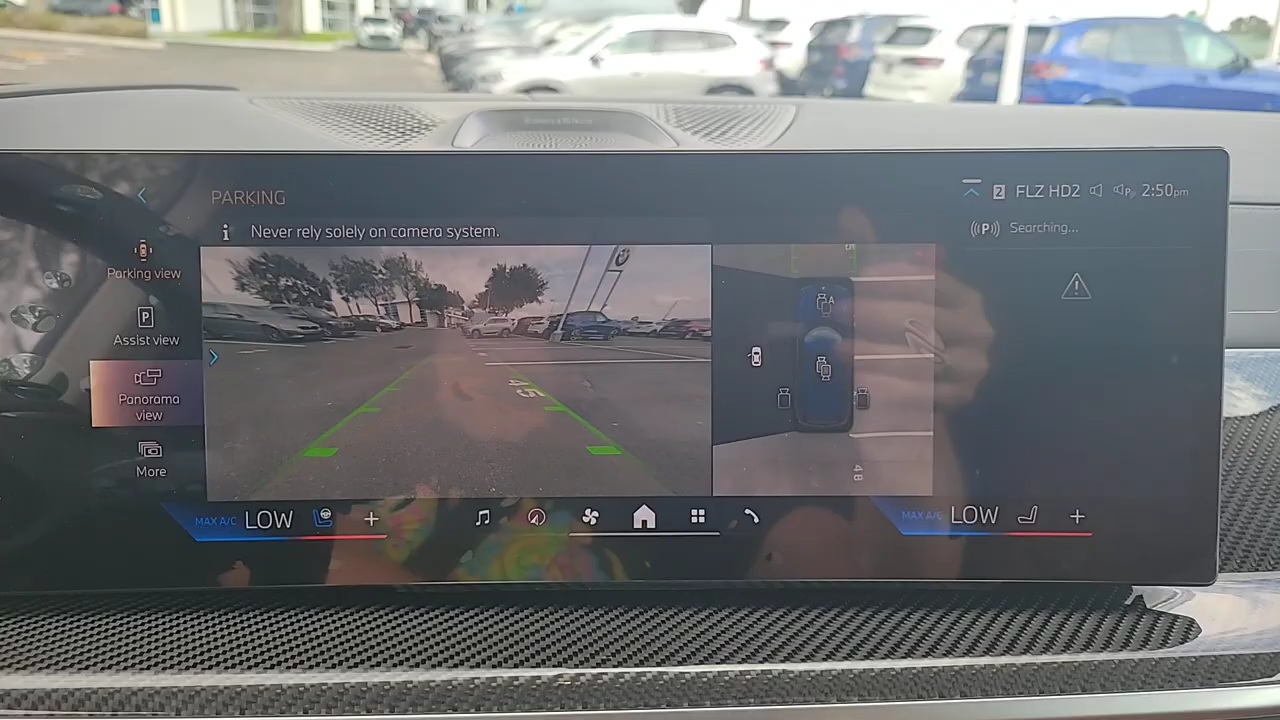 PARKING
2 FLZ HD2 P 2:50pm
Never rely solely on camera system.
((P)) Searching...
Parking view
P
Assist view
Panorama
view
More
45
A
48
MAX A/C LOW +
MAX A/C LOW +